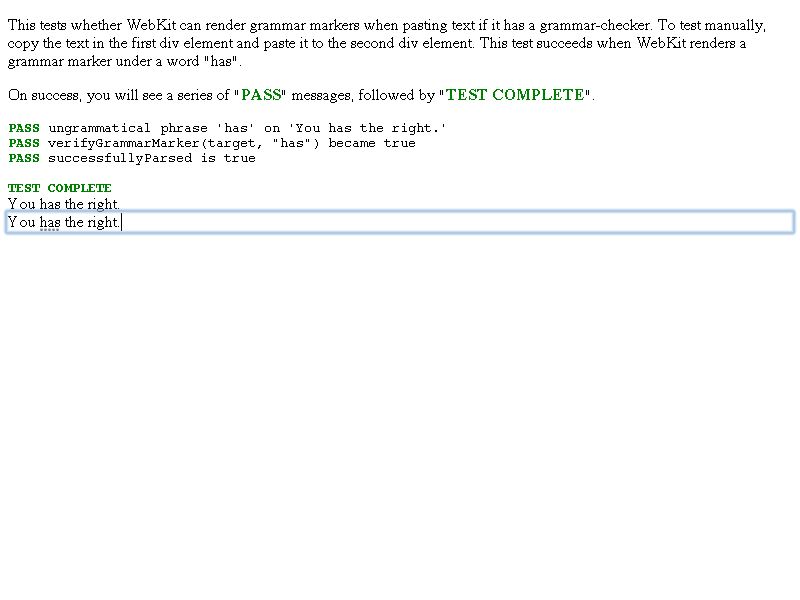 This tests whether WebKit can render grammar markers when pasting text if it has a grammar-checker. To test manually,
copy the text in the first div element and paste it to the second div element. This test succeeds when WebKit renders a
grammar marker under a word "has".
On success, you will see a series of "PASS" messages, followed by "TEST COMPLETE".
PASS ungrammatical phrase 'has' on 'You has the right.'
PASS verifyGrammarMarker(target, "has") became true
PASS successfullyParsed is true
TEST COMPLETE
You has the right.
You has the right.